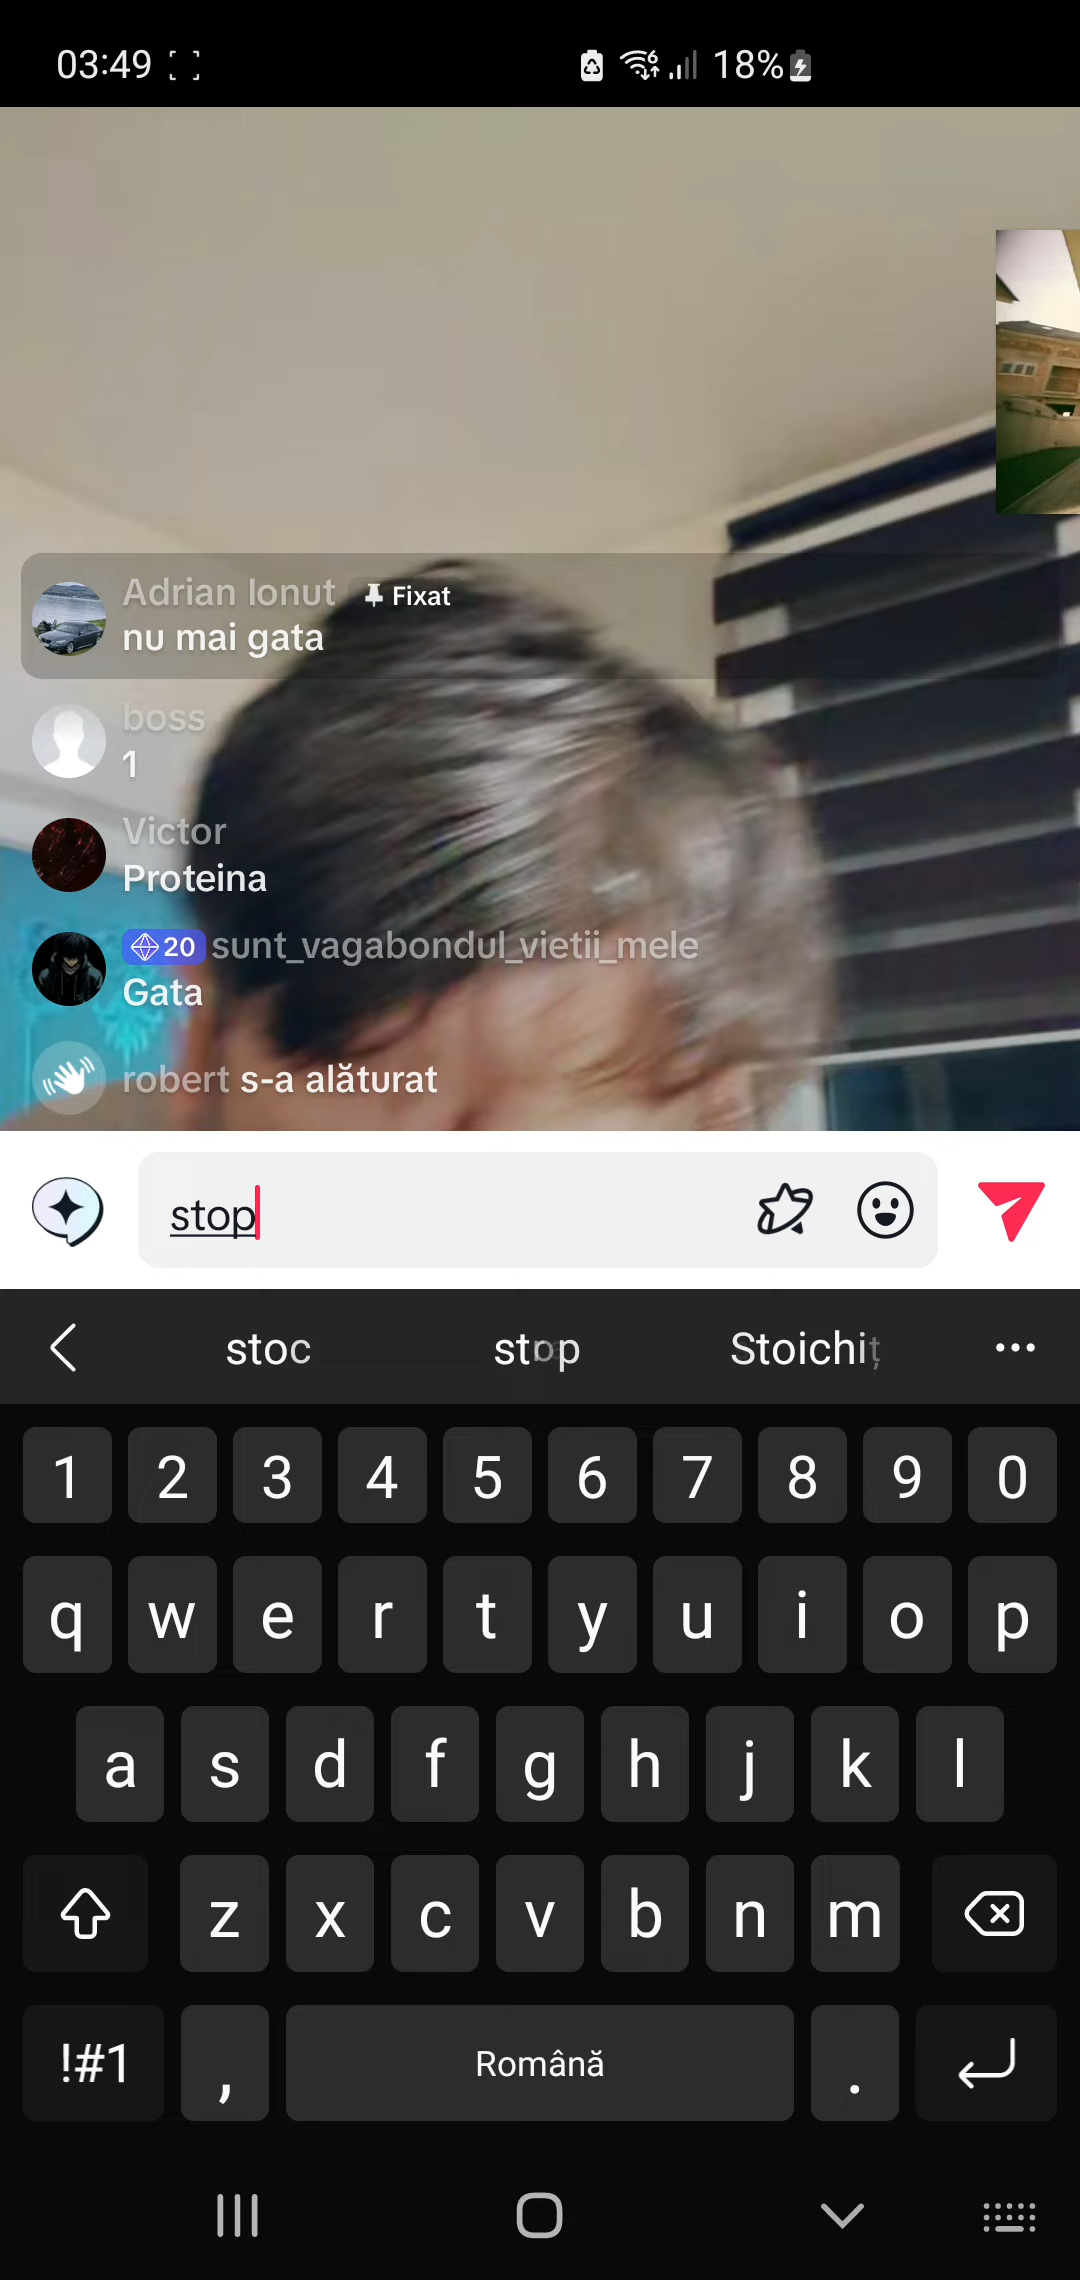 03:49 18%
Adrian Ionut Fixat
nu mai gata
boss
1
Victor
Proteina
20 sunt_vagabondul_vietii_mele
Gata
robert s-a alăturat
stop
stoc stop Stoichiț
1 2 3 4 5 6 7 8 9 0
q w e r t y u i o p
a s d f g h j k l
z x c v b n m
!#1 , Română .